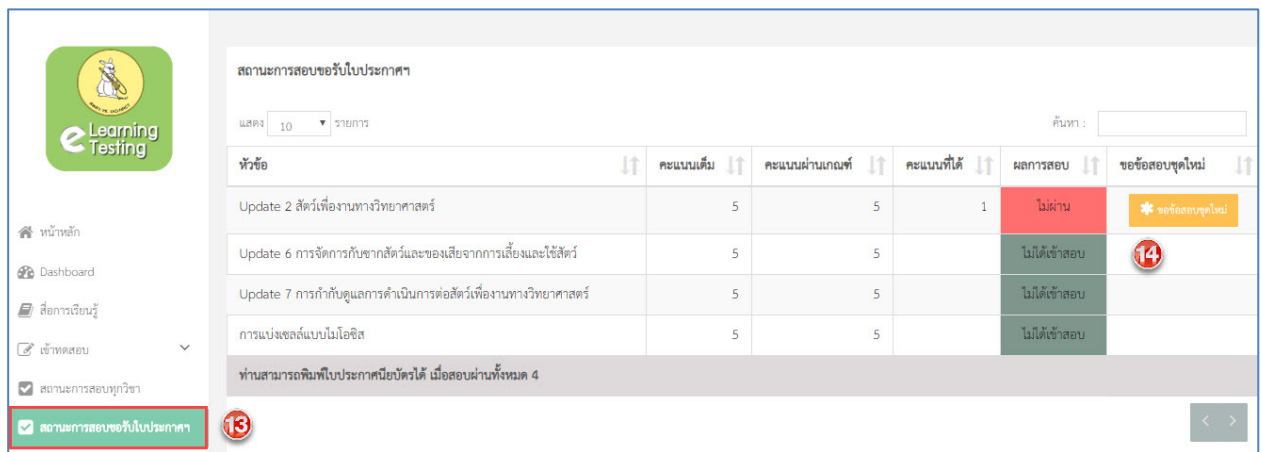 e Learning
Testing
หน้าหลัก
Dashboard
สื่อการเรียนรู้
เข้าทดสอบ
สถานะการสอบทุกวิชา
สถานะการสอบขอรับใบประกาศฯ
13
สถานะการสอบขอรับใบประกาศฯ
แสดง 10 รายการ ค้นหา :
หัวข้อ คะแนนเต็ม คะแนนผ่านเกณฑ์ คะแนนที่ได้ ผลการสอบ ขอข้อสอบชุดใหม่
Update 2 สัตว์เพื่องานทางวิทยาศาสตร์ 5 5 1 ไม่ผ่าน ขอข้อสอบชุดใหม่
Update 6 การจัดการกับซากสัตว์และของเสียจากการเลี้ยงและใช้สัตว์ 5 5 ไม่ได้เข้าสอบ 14
Update 7 การกำกับดูแลการดำเนินการต่อสัตว์เพื่องานทางวิทยาศาสตร์ 5 5 ไม่ได้เข้าสอบ
การแบ่งเซลล์แบบไมโอซิส 5 5 ไม่ได้เข้าสอบ
ท่านสามารถพิมพ์ใบประกาศนียบัตรได้ เมื่อสอบผ่านทั้งหมด 4